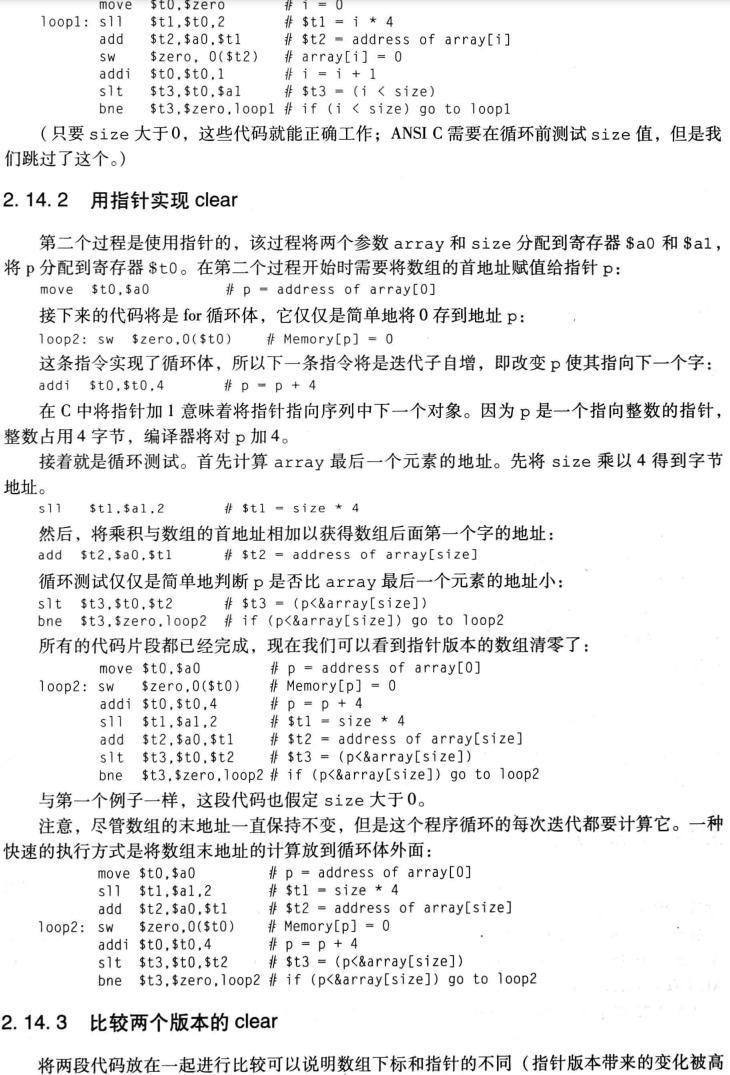 move $t0,$zero # i = 0
loop1: sll $t1,$t0,2 # $t1 = i * 4
add $t2,$a0,$t1 # $t2 = address of array[i]
sw $zero, 0($t2) # array[i] = 0
addi $t0,$t0,1 # i = i + 1
slt $t3,$t0,$a1 # $t3 = (i < size)
bne $t3,$zero,loop1 # if (i < size) go to loop1
（只要 size 大于0，这些代码就能正确工作；ANSI C 需要在循环前测试 size 值，但是我
们跳过了这个。）
2.14.2 用指针实现 clear
第二个过程是使用指针的，该过程将两个参数 array 和 size 分配到寄存器 $a0 和 $a1，
将 p 分配到寄存器 $t0。在第二个过程开始时需要将数组的首地址赋值给指针 p：
move $t0,$a0 # p = address of array[0]
接下来的代码将是 for 循环体，它仅仅是简单地将 0 存到地址 p：
loop2: sw $zero,0($t0) # Memory[p] = 0
这条指令实现了循环体，所以下一条指令将是迭代子自增，即改变 p 使其指向下一个字：
addi $t0,$t0,4 # p = p + 4
在 C 中将指针加 1 意味着将指针指向序列中下一个对象。因为 p 是一个指向整数的指针，
整数占用 4 字节，编译器将对 p 加 4。
接着就是循环测试。首先计算 array 最后一个元素的地址。先将 size 乘以 4 得到字节
地址。
sll $t1,$a1,2 # $t1 = size * 4
然后，将乘积与数组的首地址相加以获得数组后面第一个字的地址：
add $t2,$a0,$t1 # $t2 = address of array[size]
循环测试仅仅是简单地判断 p 是否比 array 最后一个元素的地址小：
slt $t3,$t0,$t2 # $t3 = (p<&array[size])
bne $t3,$zero,loop2 # if (p<&array[size]) go to loop2
所有的代码片段都已经完成，现在我们可以看到指针版本的数组清零了：
move $t0,$a0 # p = address of array[0]
loop2: sw $zero,0($t0) # Memory[p] = 0
addi $t0,$t0,4 # p = p + 4
sll $t1,$a1,2 # $t1 = size * 4
add $t2,$a0,$t1 # $t2 = address of array[size]
slt $t3,$t0,$t2 # $t3 = (p<&array[size])
bne $t3,$zero,loop2 # if (p<&array[size]) go to loop2
与第一个例子一样，这段代码也假定 size 大于 0。
注意，尽管数组的末地址一直保持不变，但是这个程序循环的每次迭代都要计算它。一种
快速的执行方式是将数组末地址的计算放到循环体外面：
move $t0,$a0 # p = address of array[0]
sll $t1,$a1,2 # $t1 = size * 4
add $t2,$a0,$t1 # $t2 = address of array[size]
loop2: sw $zero,0($t0) # Memory[p] = 0
addi $t0,$t0,4 # p = p + 4
slt $t3,$t0,$t2 # $t3 = (p<&array[size])
bne $t3,$zero,loop2 # if (p<&array[size]) go to loop2
2.14.3 比较两个版本的 clear
将两段代码放在一起进行比较可以说明数组下标和指针的不同（指针版本带来的变化被高